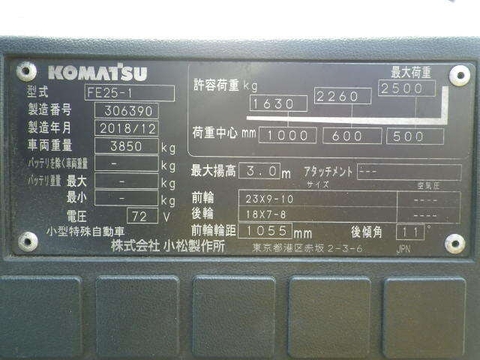 KOMATSU
型式 FE25-1
製造番号 306390
製造年月 2018/12
車両重量 3850 kg
バッテリを除く車両重量 - kg
バッテリ重量 最大 - kg
最小 - kg
電圧 72 V
小型特殊自動車
許容荷重 kg 最大荷重
1630 2260 2500
荷重中心 mm 1000 600 500
最大揚高 3.0 m アタッチメント ---
サイズ 空気圧
前輪 23X9-10 ----
後輪 18X7-8 ----
前輪輪距 1055 mm 後傾角 11°
株式会社 小松製作所 東京都港区赤坂2-3-6 JPN